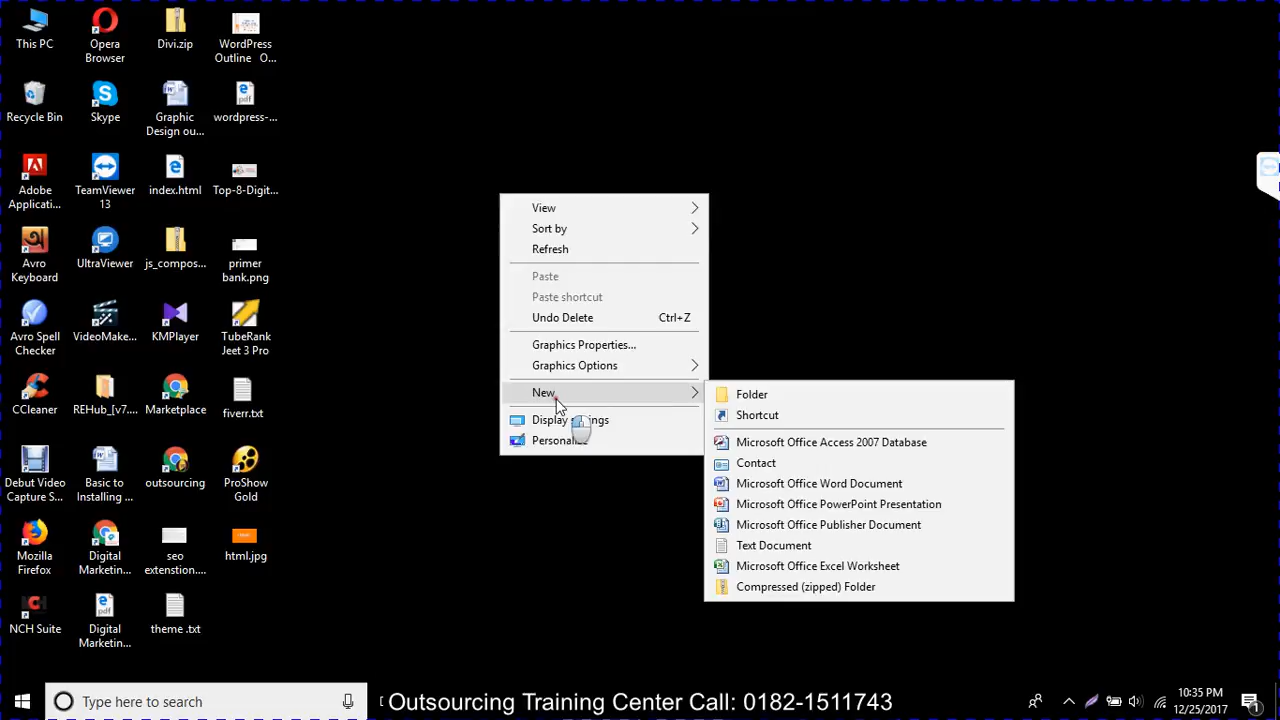 This PC
Opera
Browser
Divi.zip
WordPress
Outline O...
Recycle Bin
Skype
Graphic
Design ou...
wordpress-...
Adobe
Applicati...
TeamViewer
13
index.html
Top-8-Digit...
Avro
Keyboard
UltraViewer
js_compos...
primer
bank.png
Avro Spell
Checker
VideoMake...
KMPlayer
TubeRank
Jeet 3 Pro
CCleaner
REHub_[v7...
Marketplace
fiverr.txt
Debut Video
Capture S...
Basic to
Installing ...
outsourcing
ProShow
Gold
Mozilla
Firefox
Digital
Marketin...
seo
extenstion....
html.jpg
NCH Suite
Digital
Marketin...
theme .txt
View
Sort by
Refresh
Paste
Paste shortcut
Undo Delete Ctrl+Z
Graphics Properties...
Graphics Options
New
Display
Personalize
Folder
Shortcut
Microsoft Office Access 2007 Database
Contact
Microsoft Office Word Document
Microsoft Office PowerPoint Presentation
Microsoft Office Publisher Document
Text Document
Microsoft Office Excel Worksheet
Compressed (zipped) Folder
Type here to search
Outsourcing Training Center Call: 0182-1511743
10:35 PM
12/25/2017
1